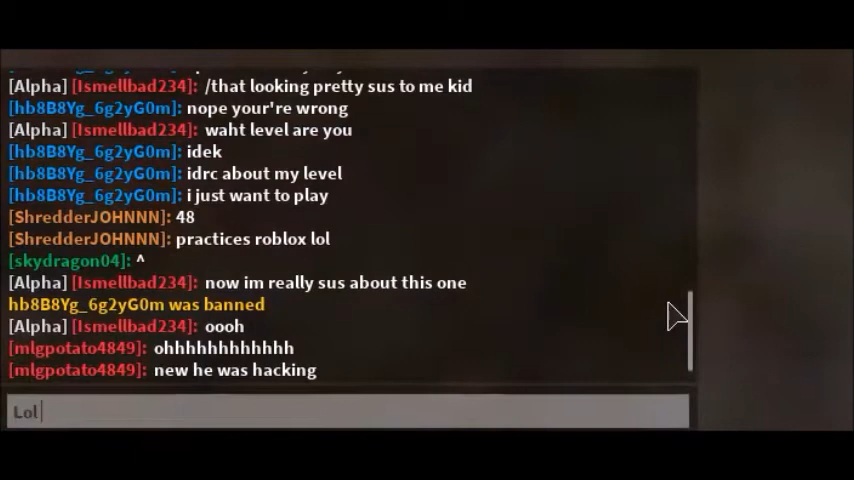 [Alpha] [Ismellbad234]: /that looking pretty sus to me kid
[hb8B8Yg_6g2yG0m]: nope your're wrong
[Alpha] [Ismellbad234]: waht level are you
[hb8B8Yg_6g2yG0m]: idek
[hb8B8Yg_6g2yG0m]: idrc about my level
[hb8B8Yg_6g2yG0m]: i just want to play
[ShredderJOHNNN]: 48
[ShredderJOHNNN]: practices roblox lol
[skydragon04]: ^
[Alpha] [Ismellbad234]: now im really sus about this one
hb8B8Yg_6g2yG0m was banned
[Alpha] [Ismellbad234]: oooh
[mlgpotato4849]: ohhhhhhhhhhhh
[mlgpotato4849]: new he was hacking
Lol